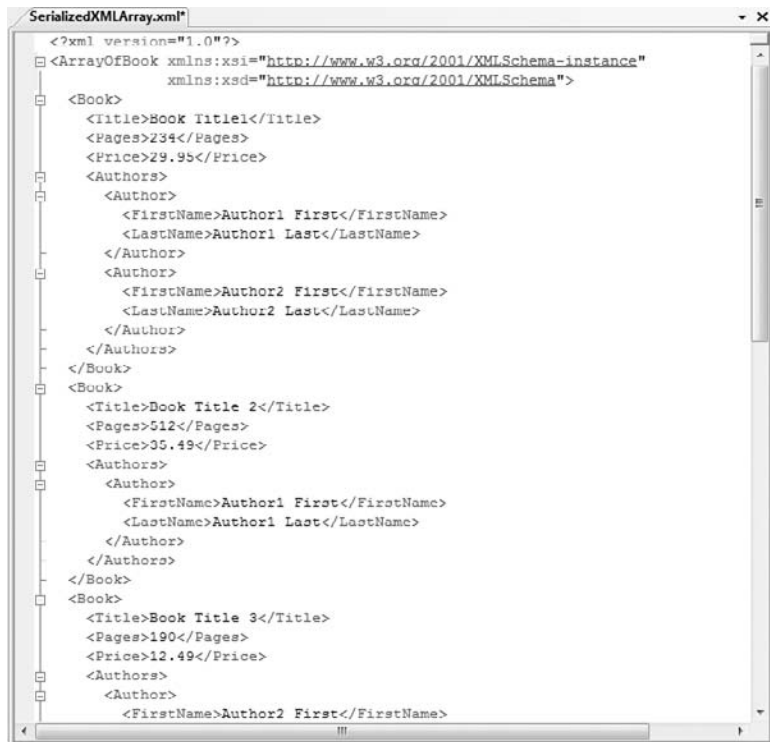 SerializedXMLArray.xml*
<?xml version="1.0"?>
<ArrayOfBook xmlns:xsi="http://www.w3.org/2001/XMLSchema-instance"
xmlns:xsd="http://www.w3.org/2001/XMLSchema">
<Book>
<Title>Book Title1</Title>
<Pages>234</Pages>
<Price>29.95</Price>
<Authors>
<Author>
<FirstName>Author1 First</FirstName>
<LastName>Author1 Last</LastName>
</Author>
<Author>
<FirstName>Author2 First</FirstName>
<LastName>Author2 Last</LastName>
</Author>
</Authors>
</Book>
<Book>
<Title>Book Title 2</Title>
<Pages>512</Pages>
<Price>35.49</Price>
<Authors>
<Author>
<FirstName>Author1 First</FirstName>
<LastName>Author1 Last</LastName>
</Author>
</Authors>
</Book>
<Book>
<Title>Book Title 3</Title>
<Pages>190</Pages>
<Price>12.49</Price>
<Authors>
<Author>
<FirstName>Author2 First</FirstName>